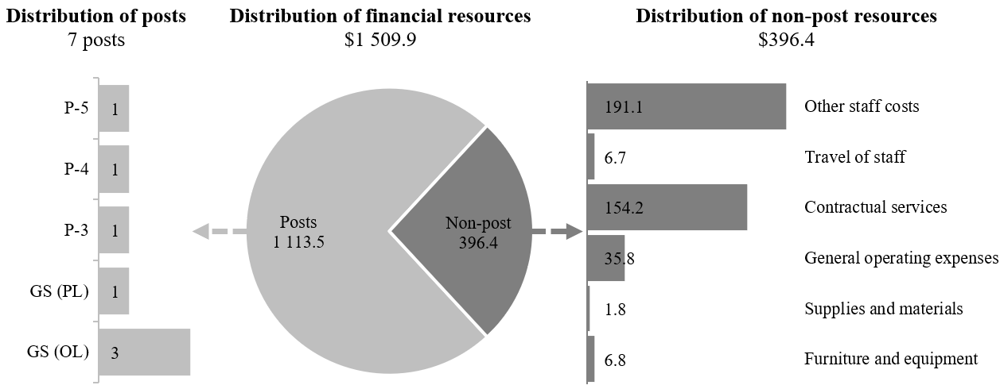 Distribution of posts
7 posts
P-5
1
P-4
1
P-3
1
GS (PL)
1
GS (OL)
3
Distribution of financial resources
$1 509.9
Posts
1 113.5
Non-post
396.4
Distribution of non-post resources
$396.4
191.1 Other staff costs
6.7 Travel of staff
154.2 Contractual services
35.8 General operating expenses
1.8 Supplies and materials
6.8 Furniture and equipment